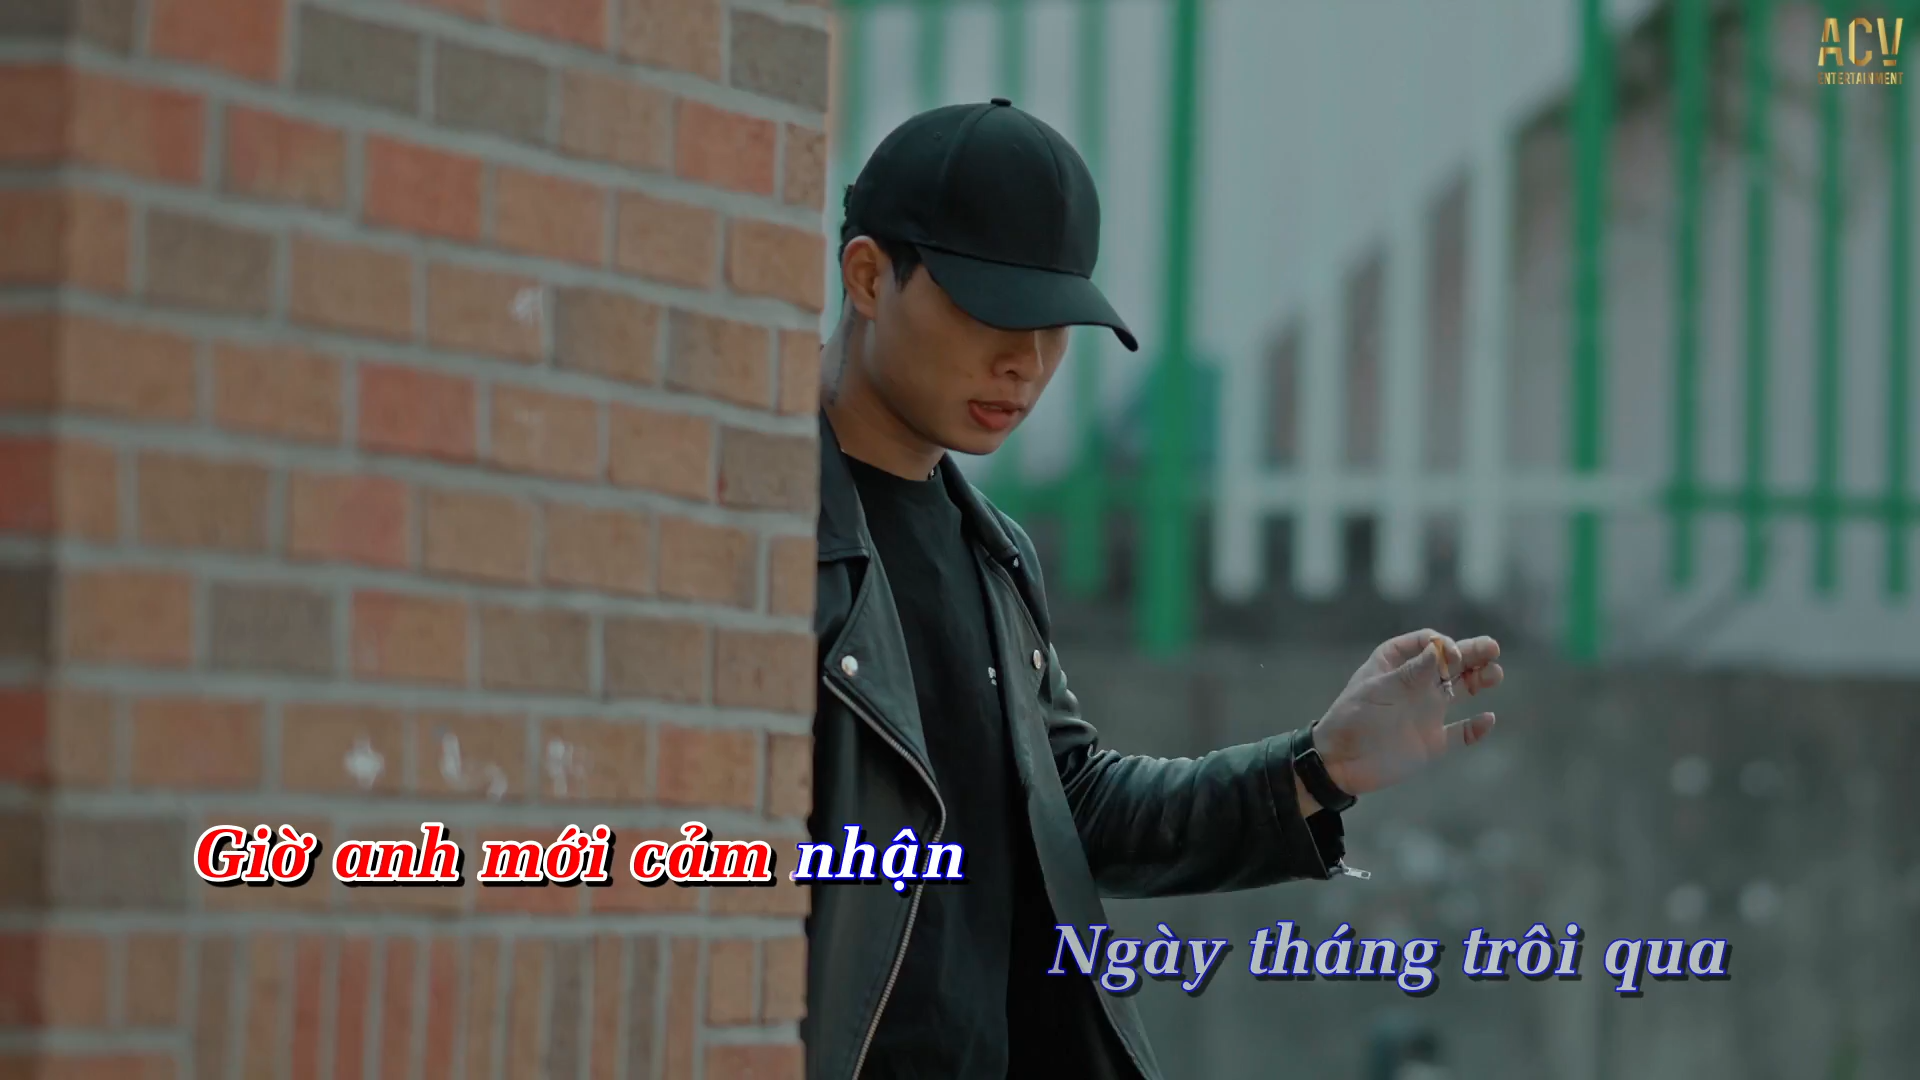 ACV
ENTERTAINMENT
Giờ anh mới cảm nhận
Ngày tháng trôi qua